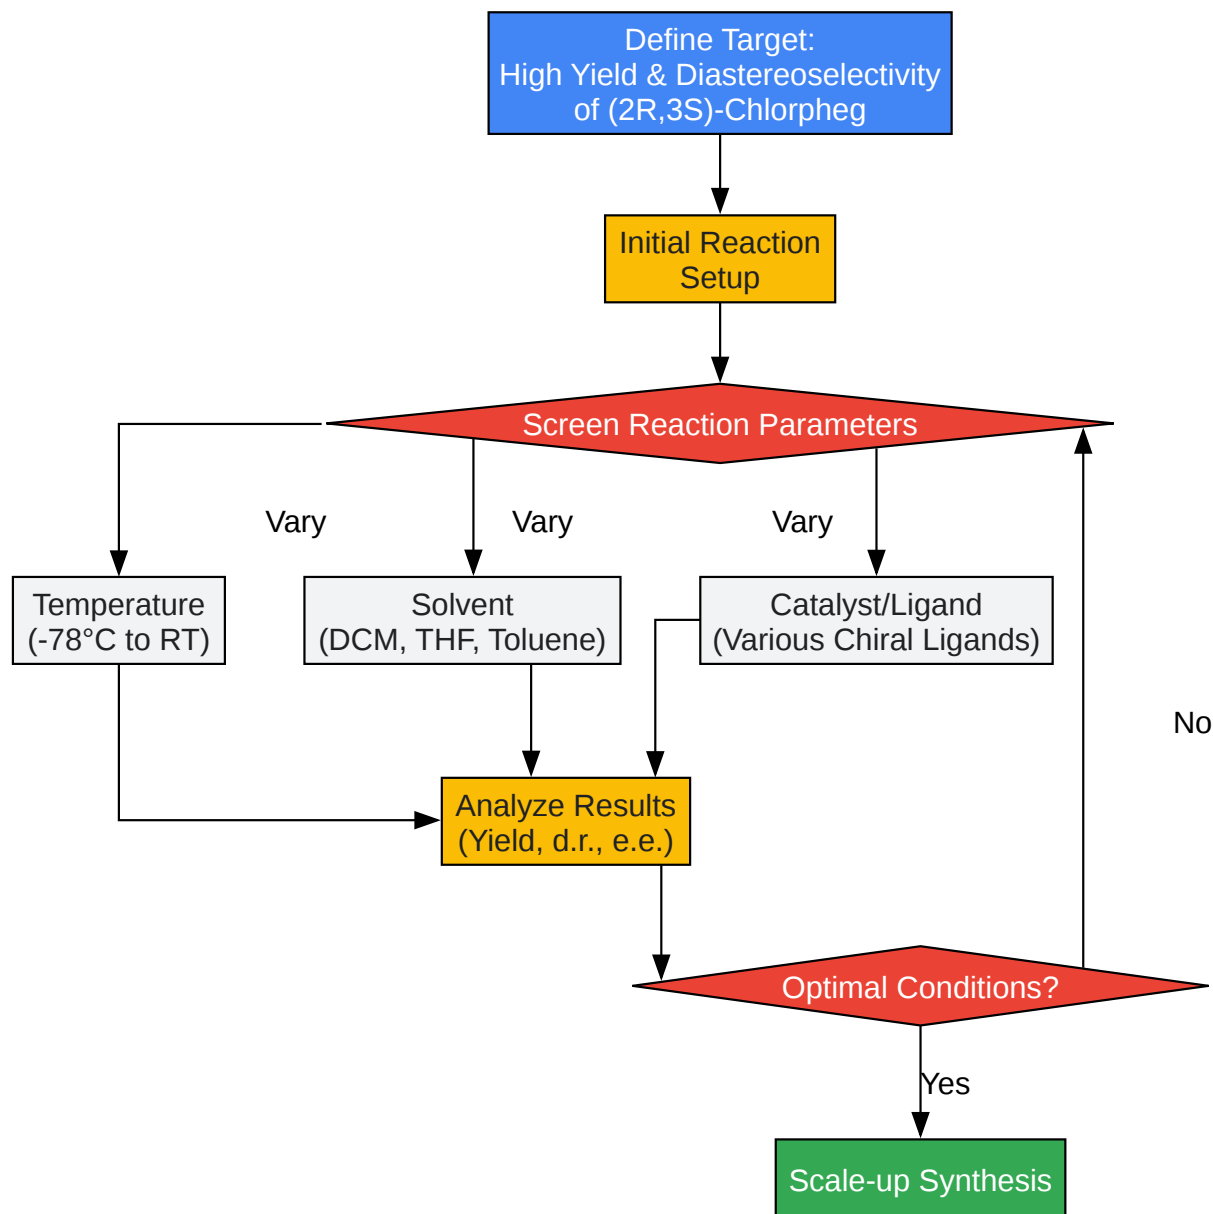 Define Target:
High Yield & Diastereoselectivity
of (2R,3S)-Chlorpheg
Initial Reaction
Setup
Screen Reaction Parameters
Vary
Vary
Vary
Temperature
(-78°C to RT)
Solvent
(DCM, THF, Toluene)
Catalyst/Ligand
(Various Chiral Ligands)
No
Analyze Results
(Yield, d.r., e.e.)
Optimal Conditions?
Yes
Scale-up Synthesis